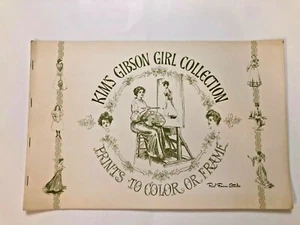 KIM'S GIBSON GIRL COLLECTION
PRINTS TO COLOR OR FRAME